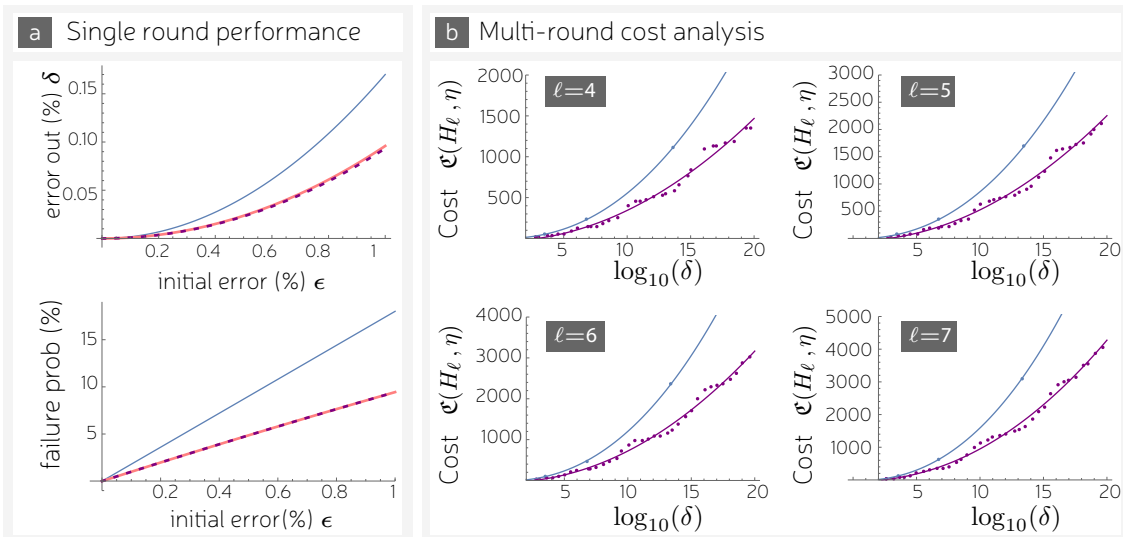 a Single round performance
error out (%) δ
0.15
0.10
0.05
0.2 0.4 0.6 0.8 1
initial error (%) ϵ
failure prob (%)
15
10
5
0.2 0.4 0.6 0.8 1
initial error(%) ϵ
b Multi-round cost analysis
Cost ℭ(Hℓ, η)
2000
1500
1000
500
ℓ=4
5 10 15 20
log10(δ)
Cost ℭ(Hℓ, η)
3000
2500
2000
1500
1000
500
ℓ=5
5 10 15 20
log10(δ)
Cost ℭ(Hℓ, η)
4000
3000
2000
1000
ℓ=6
5 10 15 20
log10(δ)
Cost ℭ(Hℓ, η)
5000
4000
3000
2000
1000
ℓ=7
5 10 15 20
log10(δ)